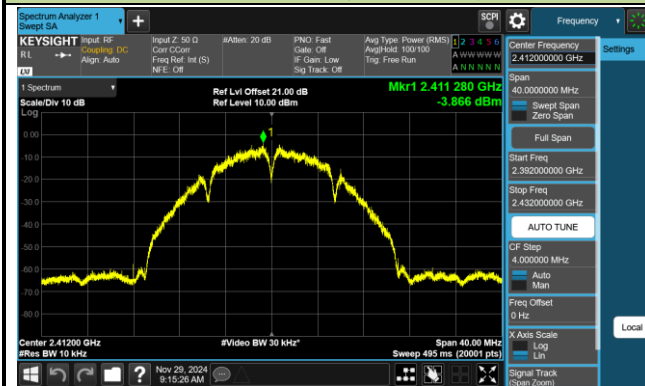 Spectrum Analyzer 1
Swept SA
SCPI
Frequency
KEYSIGHT
R L
LXI
Input: RF
Coupling: DC
Align: Auto
Input Z: 50 Ω
Corr CCorr
Freq Ref: Int (S)
NFE: Off
#Atten: 20 dB
PNO: Fast
Gate: Off
IF Gain: Low
Sig Track: Off
Avg Type: Power (RMS)
Avg|Hold: 100/100
Trig: Free Run
1 2 3 4 5 6
A W W W W W
A N N N N N
1 Spectrum
Scale/Div 10 dB
Log
Ref Lvl Offset 21.00 dB
Ref Level 10.00 dBm
Mkr1 2.411 280 GHz
-3.866 dBm
1
0.00
-10.0
-20.0
-30.0
-40.0
-50.0
-60.0
-70.0
-80.0
Center 2.41200 GHz
#Res BW 10 kHz
#Video BW 30 kHz*
Span 40.00 MHz
Sweep 495 ms (20001 pts)
Nov 29, 2024
9:15:26 AM
Center Frequency
2.412000000 GHz
Span
40.0000000 MHz
Swept Span
Zero Span
Full Span
Start Freq
2.392000000 GHz
Stop Freq
2.432000000 GHz
AUTO TUNE
CF Step
4.000000 MHz
Auto
Man
Freq Offset
0 Hz
X Axis Scale
Log
Lin
Signal Track
(Span Zoom)
Settings
Local